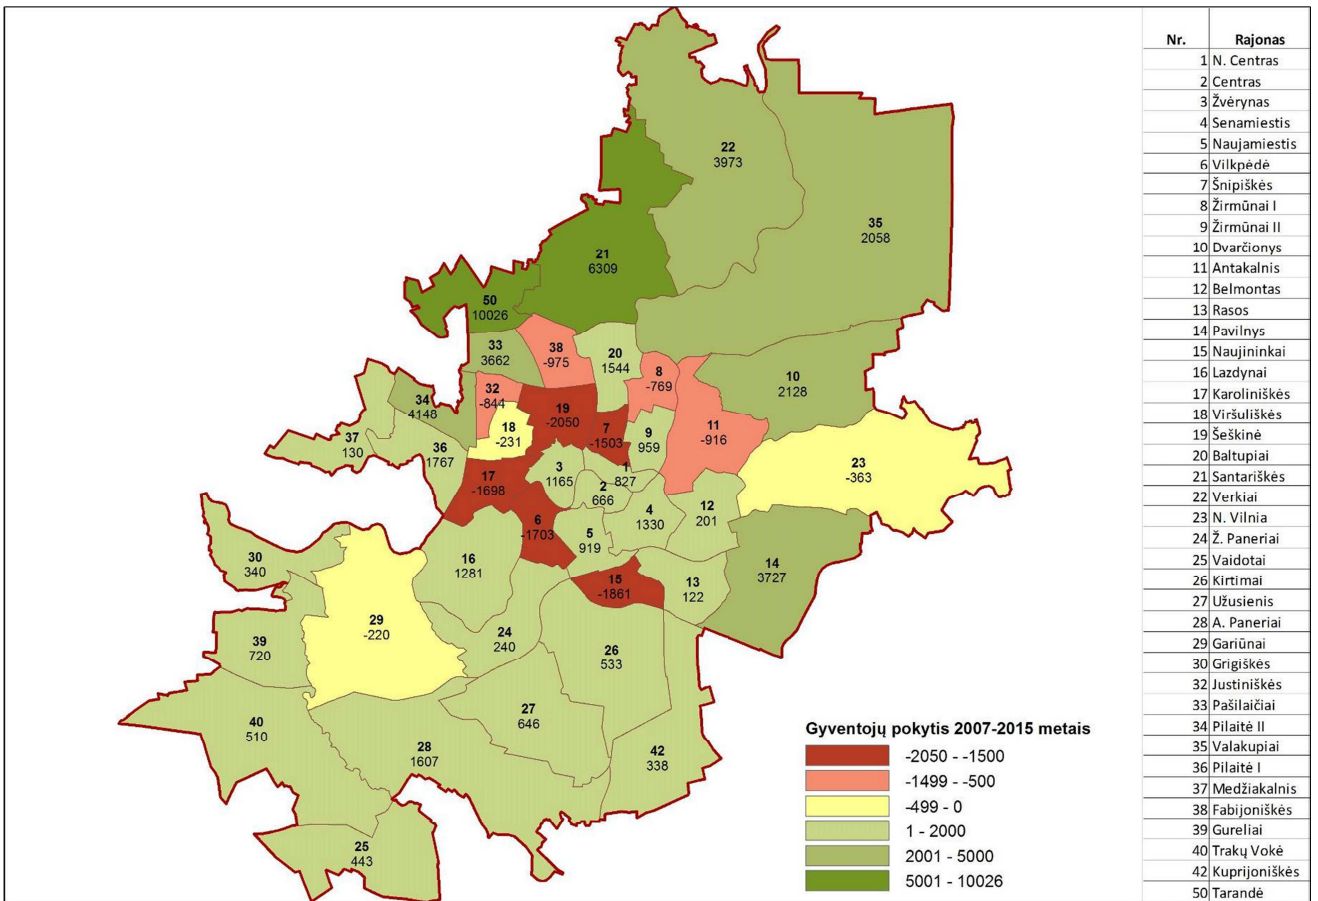 22
3973
35
2058
21
6309
50
10026
33
3662
38
-975
20
1544
8
-769
10
2128
32
-844
34
4148
19
-2050
7
-1503
9
959
11
-916
18
-231
37
130
36
1767
23
-363
17
-1698
3
1165
1
827
2
666
12
201
4
1330
6
-1703
5
919
30
340
16
1281
14
3727
15
-1861
13
122
29
-220
24
240
39
720
26
533
27
646
40
510
28
1607
42
338
25
443
Gyventojų pokytis 2007-2015 metais
-2050 - -1500
-1499 - -500
-499 - 0
1 - 2000
2001 - 5000
5001 - 10026
Nr. Rajonas
1 N. Centras
2 Centras
3 Žvėrynas
4 Senamiestis
5 Naujamiestis
6 Vilkpėdė
7 Šnipiškės
8 Žirmūnai I
9 Žirmūnai II
10 Dvarčionys
11 Antakalnis
12 Belmontas
13 Rasos
14 Pavilnys
15 Naujininkai
16 Lazdynai
17 Karoliniškės
18 Viršuliškės
19 Šeškinė
20 Baltupiai
21 Santariškės
22 Verkiai
23 N. Vilnia
24 Ž. Paneriai
25 Vaidotai
26 Kirtimai
27 Užusienis
28 A. Paneriai
29 Gariūnai
30 Grigiškės
32 Justiniškės
33 Pašilaičiai
34 Pilaitė II
35 Valakupiai
36 Pilaitė I
37 Medžiakalnis
38 Fabijoniškės
39 Gureliai
40 Trakų Vokė
42 Kuprijoniškės
50 Tarandė